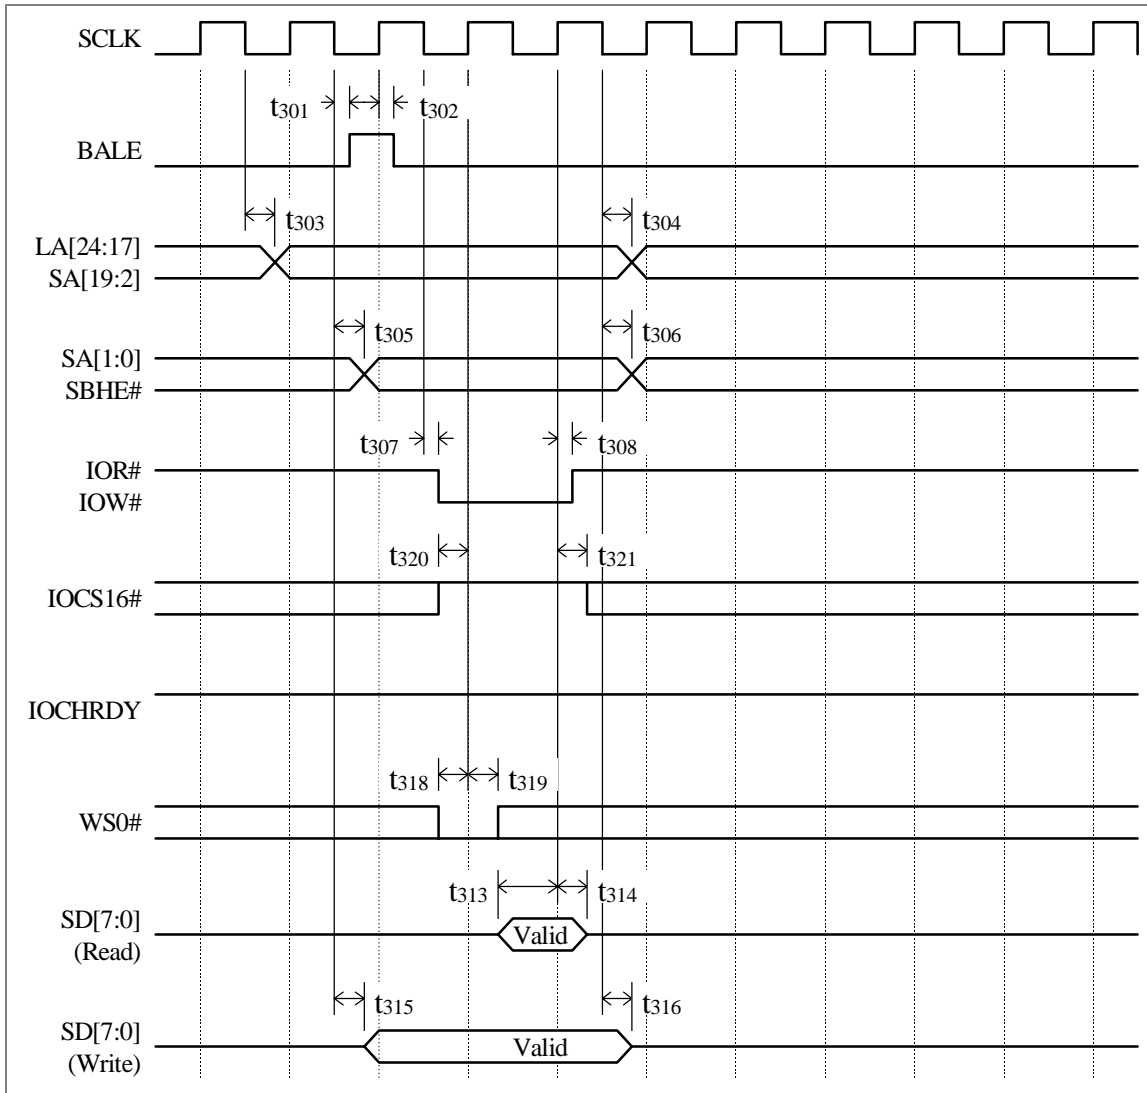 SCLK
t301 t302
BALE
t303 t304
LA[24:17]
SA[19:2]
t305 t306
SA[1:0]
SBHE#
t307 t308
IOR#
IOW#
t320 t321
IOCS16#
IOCHRDY
t318 t319
WS0#
t313 t314
SD[7:0]
Valid
(Read)
t315 t316
SD[7:0]
Valid
(Write)